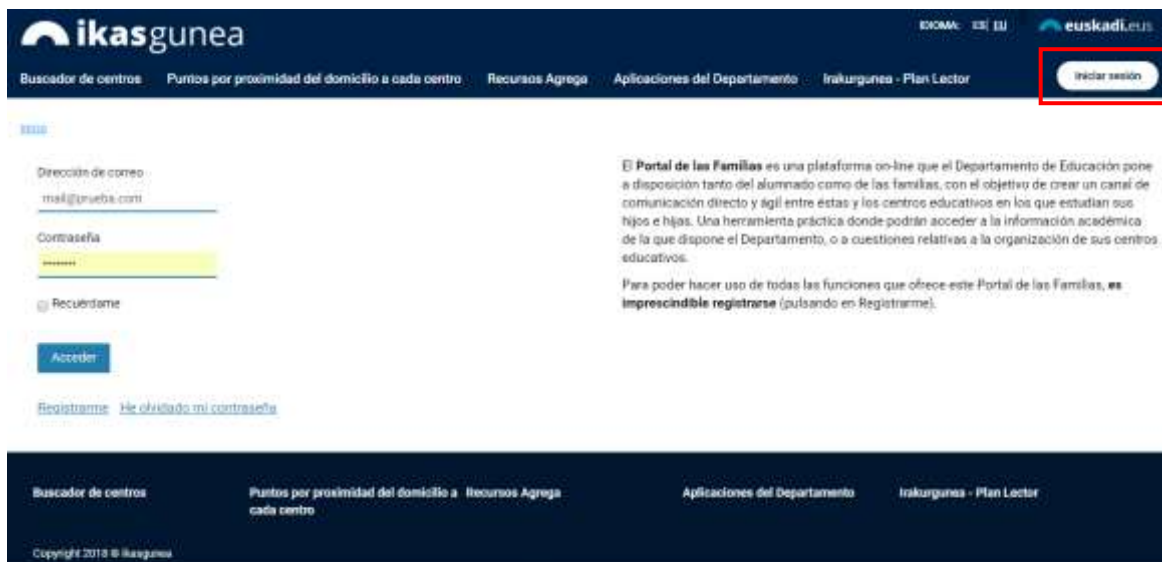 ikasgunea
IDIOMA: ES| EU
euskadi.eus
Buscador de centros Puntos por proximidad del domicilio a cada centro Recursos Agrega Aplicaciones del Departamento Irakurgunea - Plan Lector Iniciar sesión
Inicio
Dirección de correo
mail@prueba.com
Contraseña
••••••••
Recuérdame
Acceder
Registrarme He olvidado mi contraseña
El Portal de las Familias es una plataforma on-line que el Departamento de Educación pone
a disposición tanto del alumnado como de las familias, con el objetivo de crear un canal de
comunicación directo y ágil entre éstas y los centros educativos en los que estudian sus
hijos e hijas. Una herramienta práctica donde podrán acceder a la información académica
de la que dispone el Departamento, o a cuestiones relativas a la organización de sus centros
educativos.
Para poder hacer uso de todas las funciones que ofrece este Portal de las Familias, es
imprescindible registrarse (pulsando en Registrarme).
Buscador de centros
Puntos por proximidad del domicilio a
cada centro
Recursos Agrega
Aplicaciones del Departamento
Irakurgunea - Plan Lector
Copyright 2018 © ikasgunea